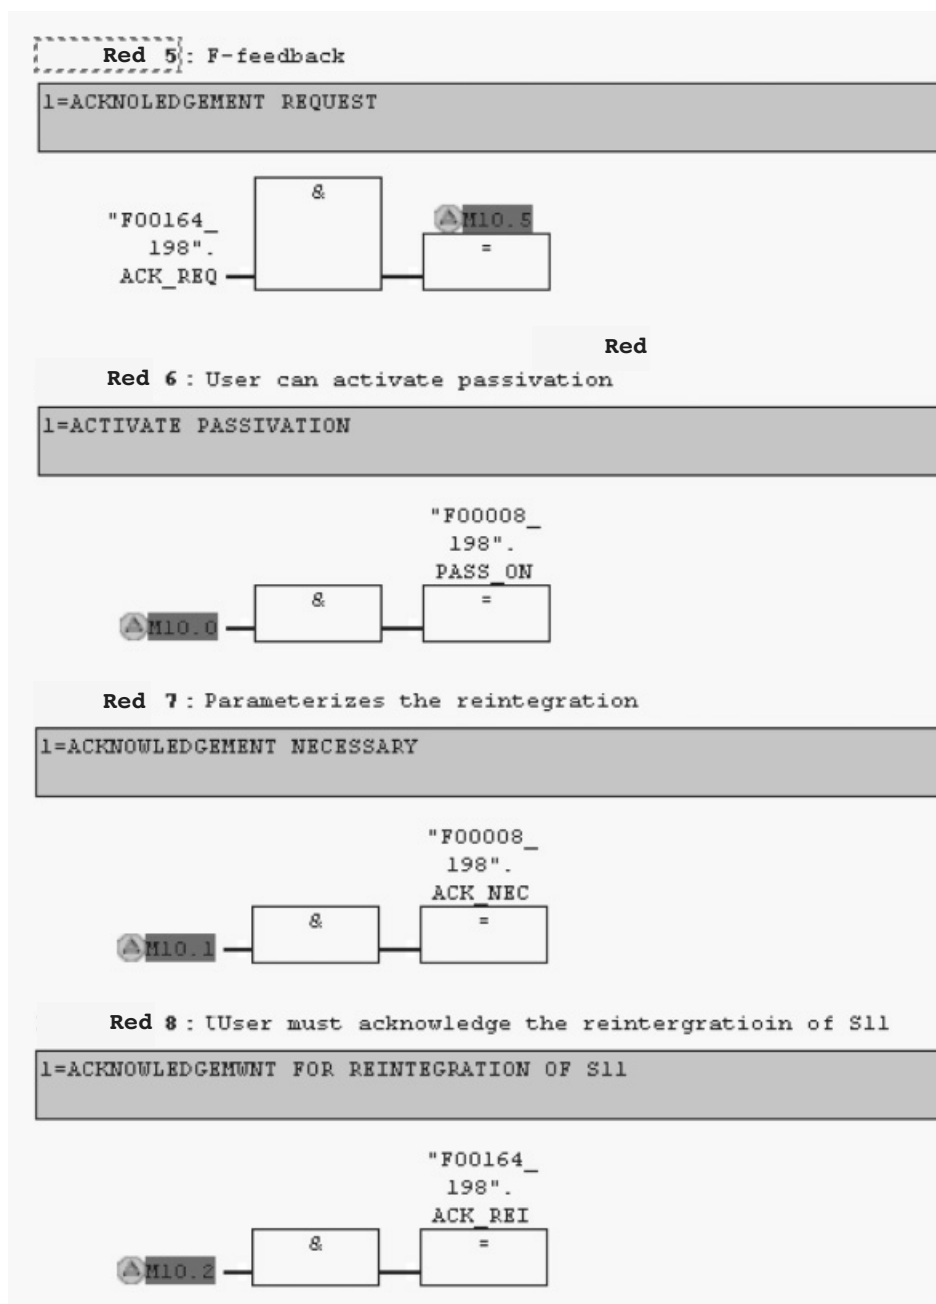 Red 5: F-feedback
1=ACKNOLEDGEMENT REQUEST
&
"F00164_
198".
ACK_REQ
M10.5
=
Red
Red 6: User can activate passivation
1=ACTIVATE PASSIVATION
"F00008_
198".
PASS_ON
M10.0
&
=
Red 7: Parameterizes the reintegration
1=ACKNOWLEDGEMENT NECESSARY
"F00008_
198".
ACK_NEC
M10.1
&
=
Red 8: lUser must acknowledge the reintergratioin of S11
1=ACKNOWLEDGEMWNT FOR REINTEGRATION OF S11
"F00164_
198".
ACK_REI
M10.2
&
=